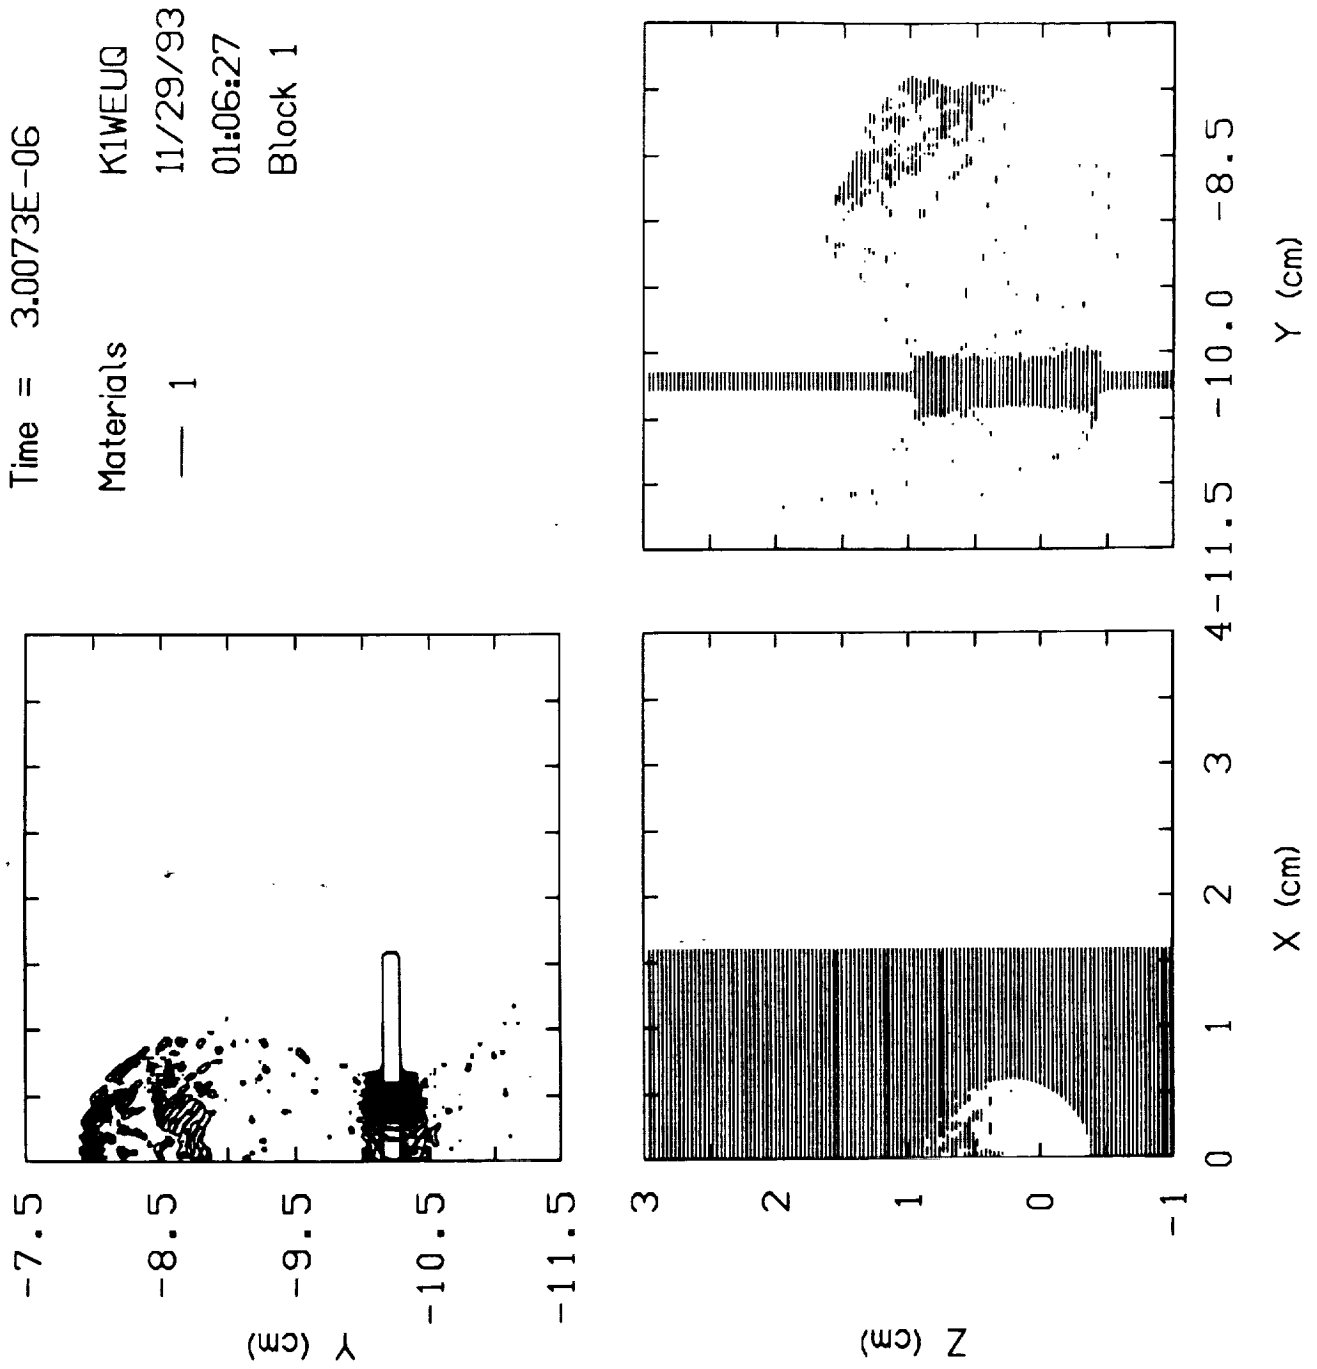 Time = 3.0073E-06
Materials
— 1
K1WEUQ
11/29/93
01:06:27
Block 1
-7.5
-8.5
-9.5
-10.5
-11.5
Y (cm)
3
2
1
0
-1
Z (cm)
0 1 2 3 4
X (cm)
-11.5 -10.0 -8.5
Y (cm)